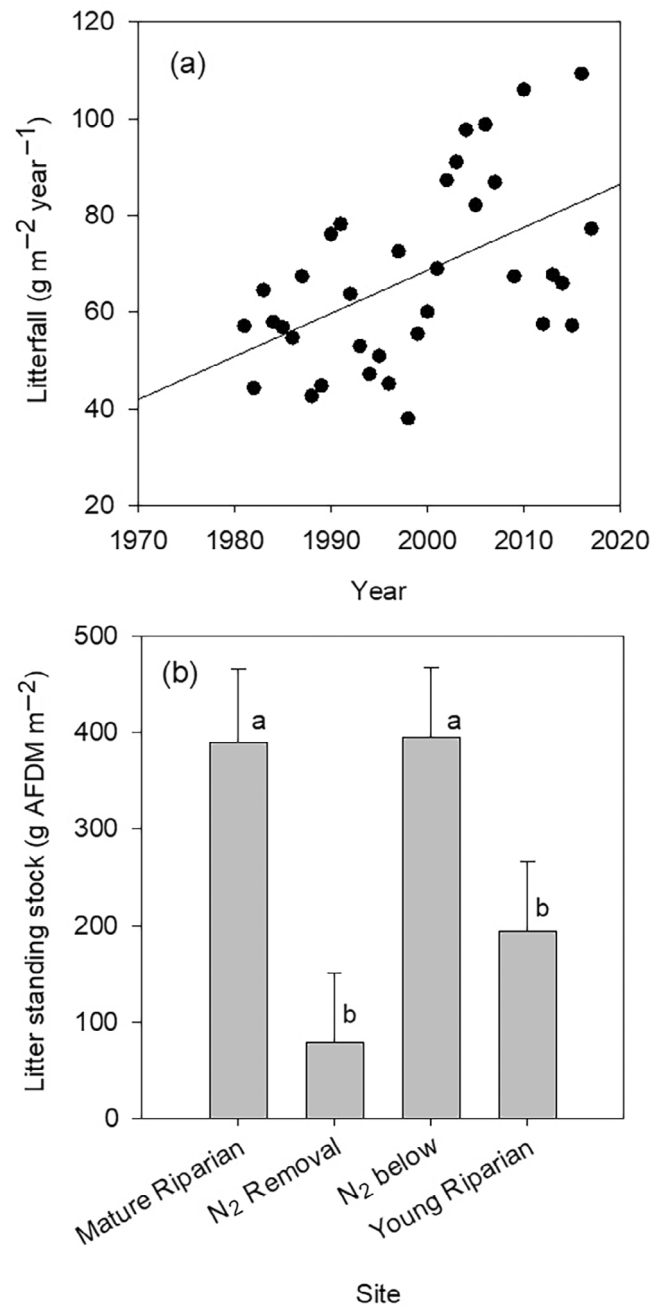 120
(a)
100
80
60
40
20
Litterfall (g m⁻² year⁻¹)
1970 1980 1990 2000 2010 2020
Year
500
(b)
a a
400
300
200
b
b
100
0
Litter standing stock (g AFDM m⁻²)
Mature Riparian
N₂ Removal
N₂ below
Young Riparian
Site